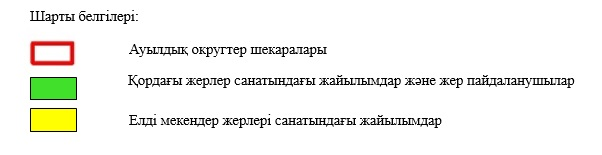 Шарты белгілері:
Ауылдық округтер шекаралары
Қордағы жерлер санатындағы жайылымдар және жер пайдаланушылар
Елді мекендер жерлері санатындағы жайылымдар